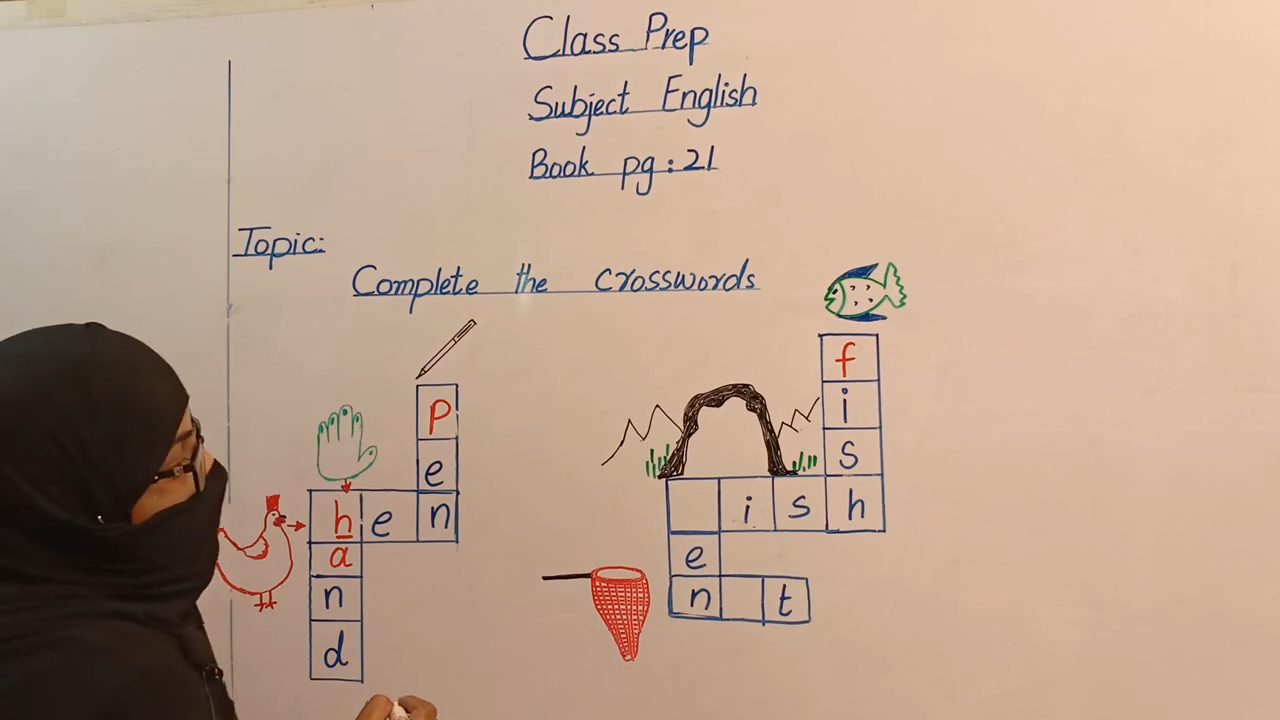 Class Prep
Subject English
Book pg: 21
Topic:
Complete the crosswords
p
e
h e n
a
n
d
f
i
s
i s h
e
n t